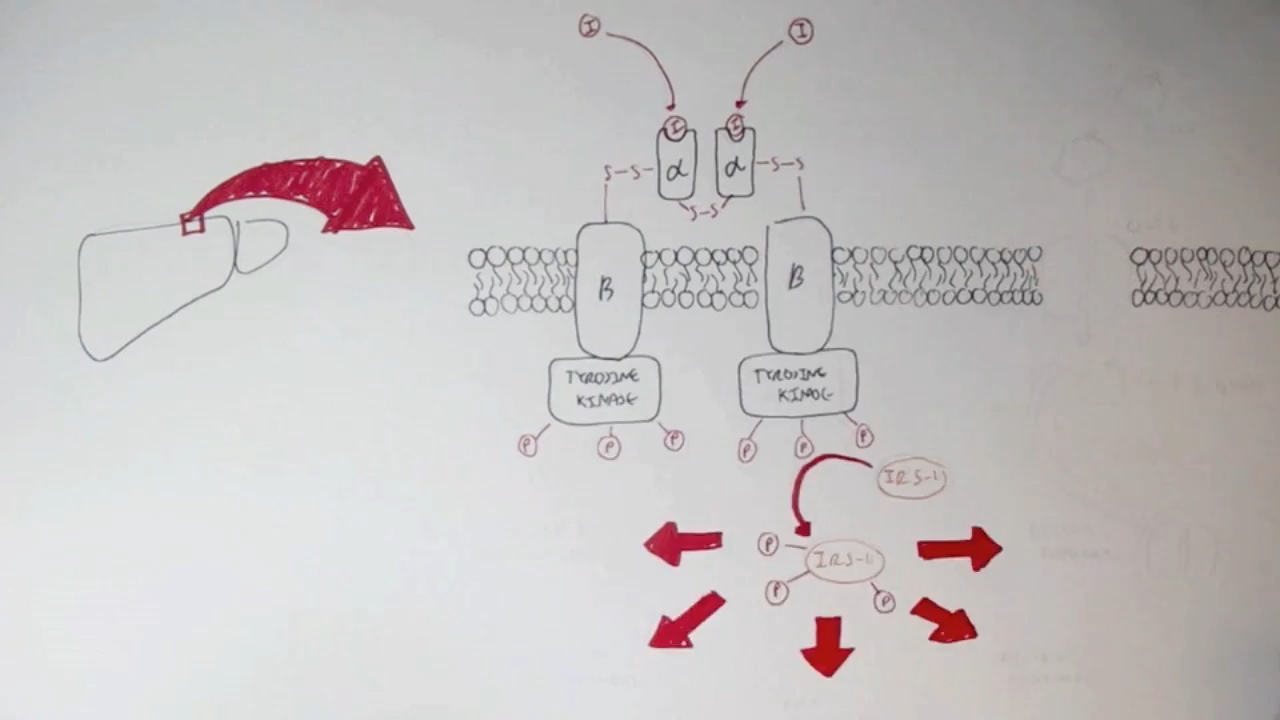 I I
I I
α α
S-S- -S-S
S-S
B B
TYROSINE TYROSINE
KINASE KINASE
P P P P P P
IRS-1
P IRS-1
P P